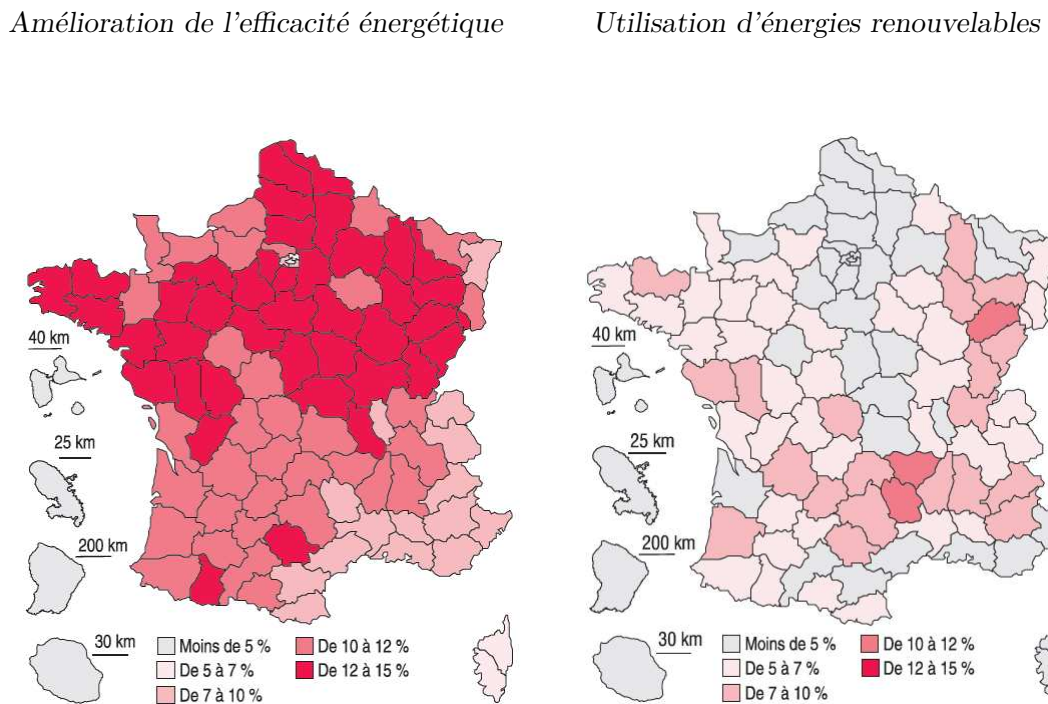 Amélioration de l'efficacité énergétique
Utilisation d'énergies renouvelables
40 km
25 km
200 km
30 km
Moins de 5 %
De 5 à 7 %
De 7 à 10 %
De 10 à 12 %
De 12 à 15 %
40 km
25 km
200 km
30 km
Moins de 5 %
De 5 à 7 %
De 7 à 10 %
De 10 à 12 %
De 12 à 15 %